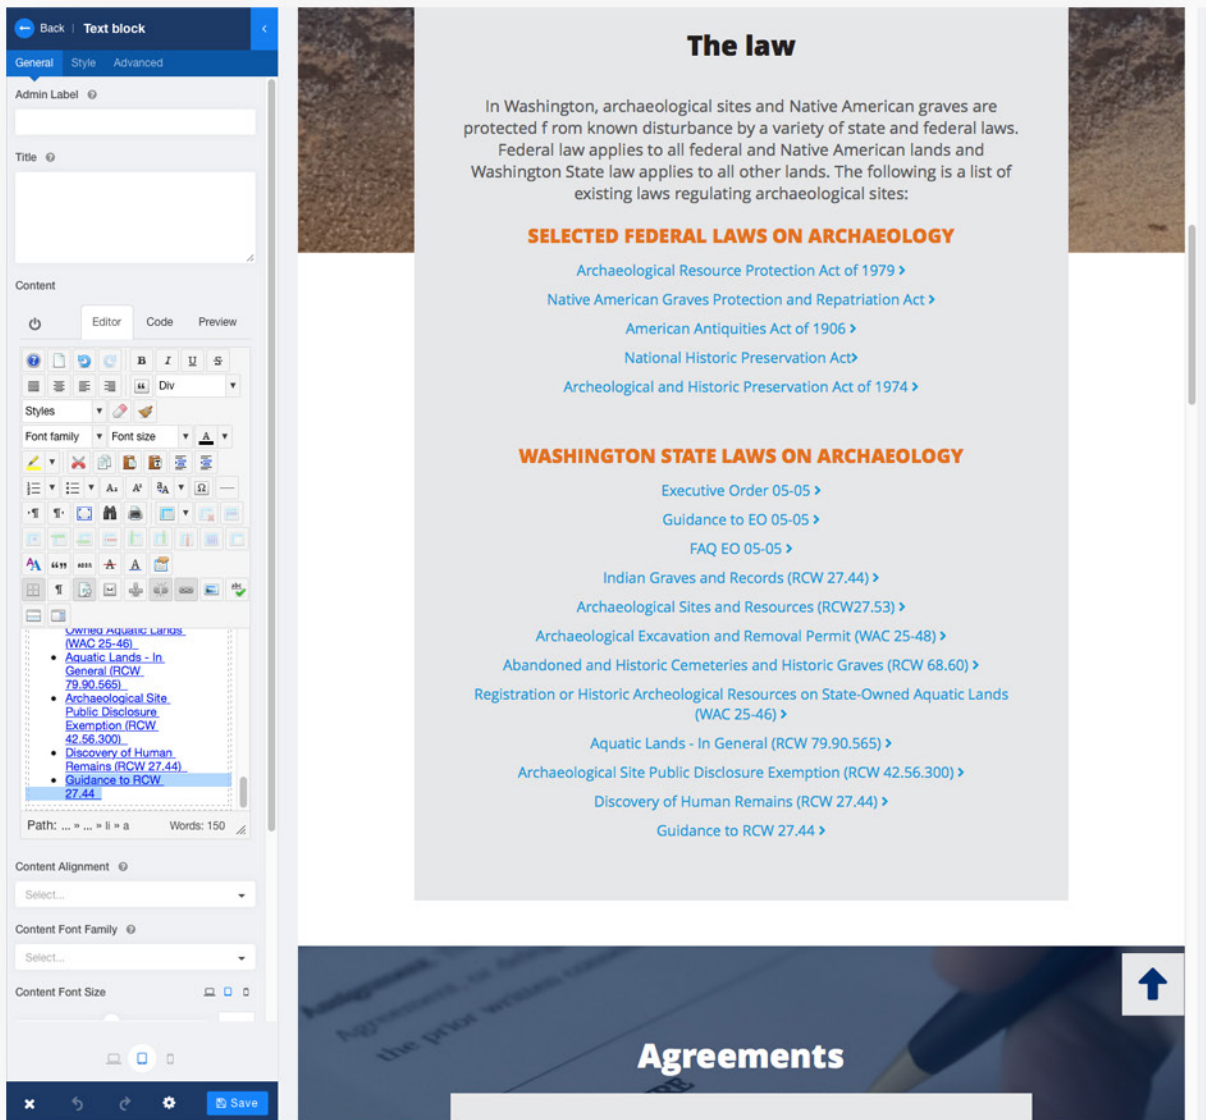 Back | Text block
General Style Advanced
Admin Label
Title
Content
Editor Code Preview
B I U S
Div
Styles
Font family Font size A
Owned Aquatic Lands
(WAC 25-46)
Aquatic Lands - In
General (RCW
79.90.565)
Archaeological Site
Public Disclosure
Exemption (RCW
42.56.300)
Discovery of Human
Remains (RCW 27.44)
Guidance to RCW
27.44
Path: ... » ... » li » a Words: 150
Content Alignment
Select...
Content Font Family
Select...
Content Font Size
Save
The law
In Washington, archaeological sites and Native American graves are
protected f rom known disturbance by a variety of state and federal laws.
Federal law applies to all federal and Native American lands and
Washington State law applies to all other lands. The following is a list of
existing laws regulating archaeological sites:
SELECTED FEDERAL LAWS ON ARCHAEOLOGY
Archaeological Resource Protection Act of 1979 >
Native American Graves Protection and Repatriation Act >
American Antiquities Act of 1906 >
National Historic Preservation Act>
Archeological and Historic Preservation Act of 1974 >
WASHINGTON STATE LAWS ON ARCHAEOLOGY
Executive Order 05-05 >
Guidance to EO 05-05 >
FAQ EO 05-05 >
Indian Graves and Records (RCW 27.44) >
Archaeological Sites and Resources (RCW27.53) >
Archaeological Excavation and Removal Permit (WAC 25-48) >
Abandoned and Historic Cemeteries and Historic Graves (RCW 68.60) >
Registration or Historic Archeological Resources on State-Owned Aquatic Lands
(WAC 25-46) >
Aquatic Lands - In General (RCW 79.90.565) >
Archaeological Site Public Disclosure Exemption (RCW 42.56.300) >
Discovery of Human Remains (RCW 27.44) >
Guidance to RCW 27.44 >
the prior written
Agreements